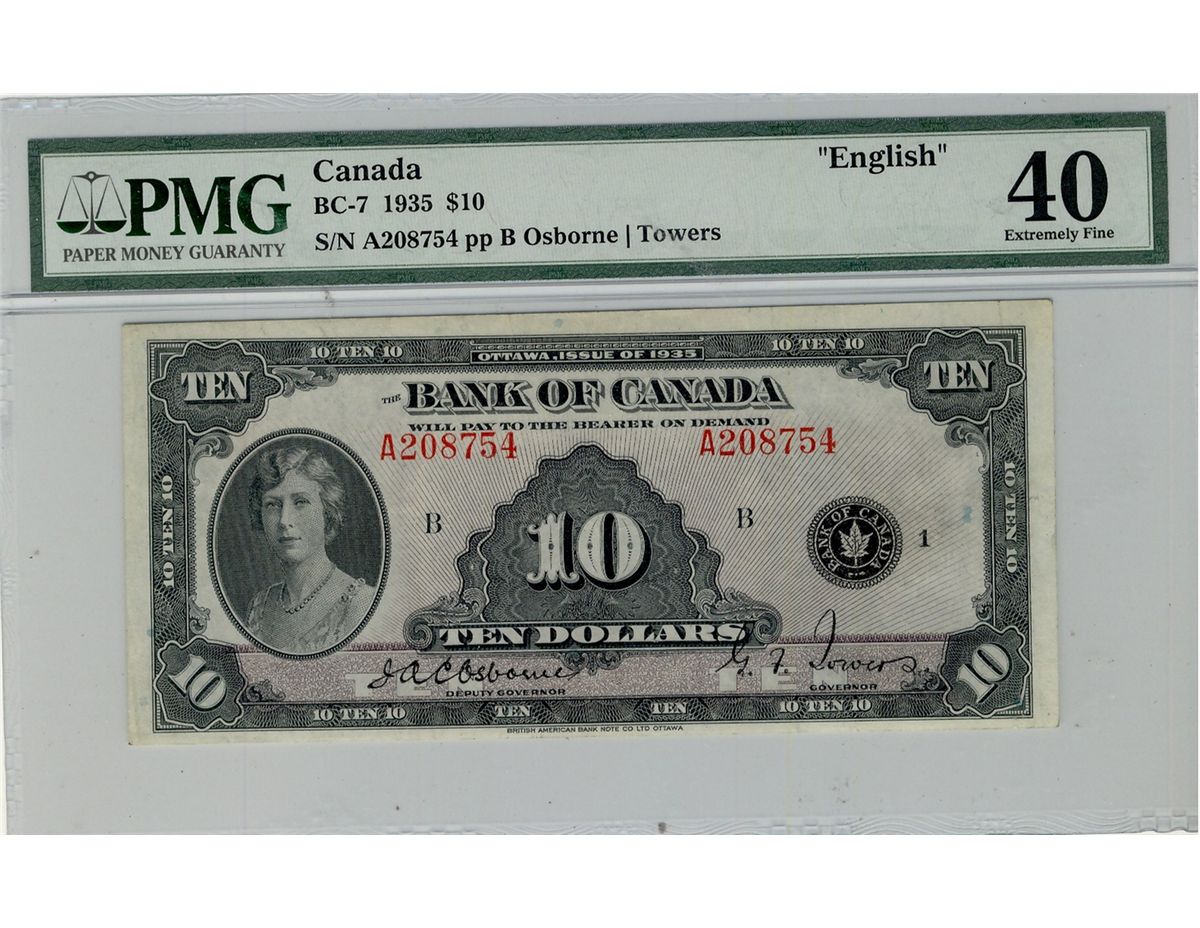 PMG
PAPER MONEY GUARANTY
Canada
BC-7 1935 $10
S/N A208754 pp B Osborne | Towers
"English"
40
Extremely Fine
10 TEN 10
OTTAWA, ISSUE OF 1935
10 TEN 10
TEN
TEN
THE BANK OF CANADA
WILL PAY TO THE BEARER ON DEMAND
A208754
A208754
10 TEN 10
10 TEN 10
B
B
10
BANK OF CANADA
1
TEN DOLLARS
10
10
TEN
TEN
J A C Osborne
G. F. Towers
DEPUTY GOVERNOR
GOVERNOR
10 TEN 10
TEN
TEN
10 TEN 10
BRITISH AMERICAN BANK NOTE CO LTD OTTAWA